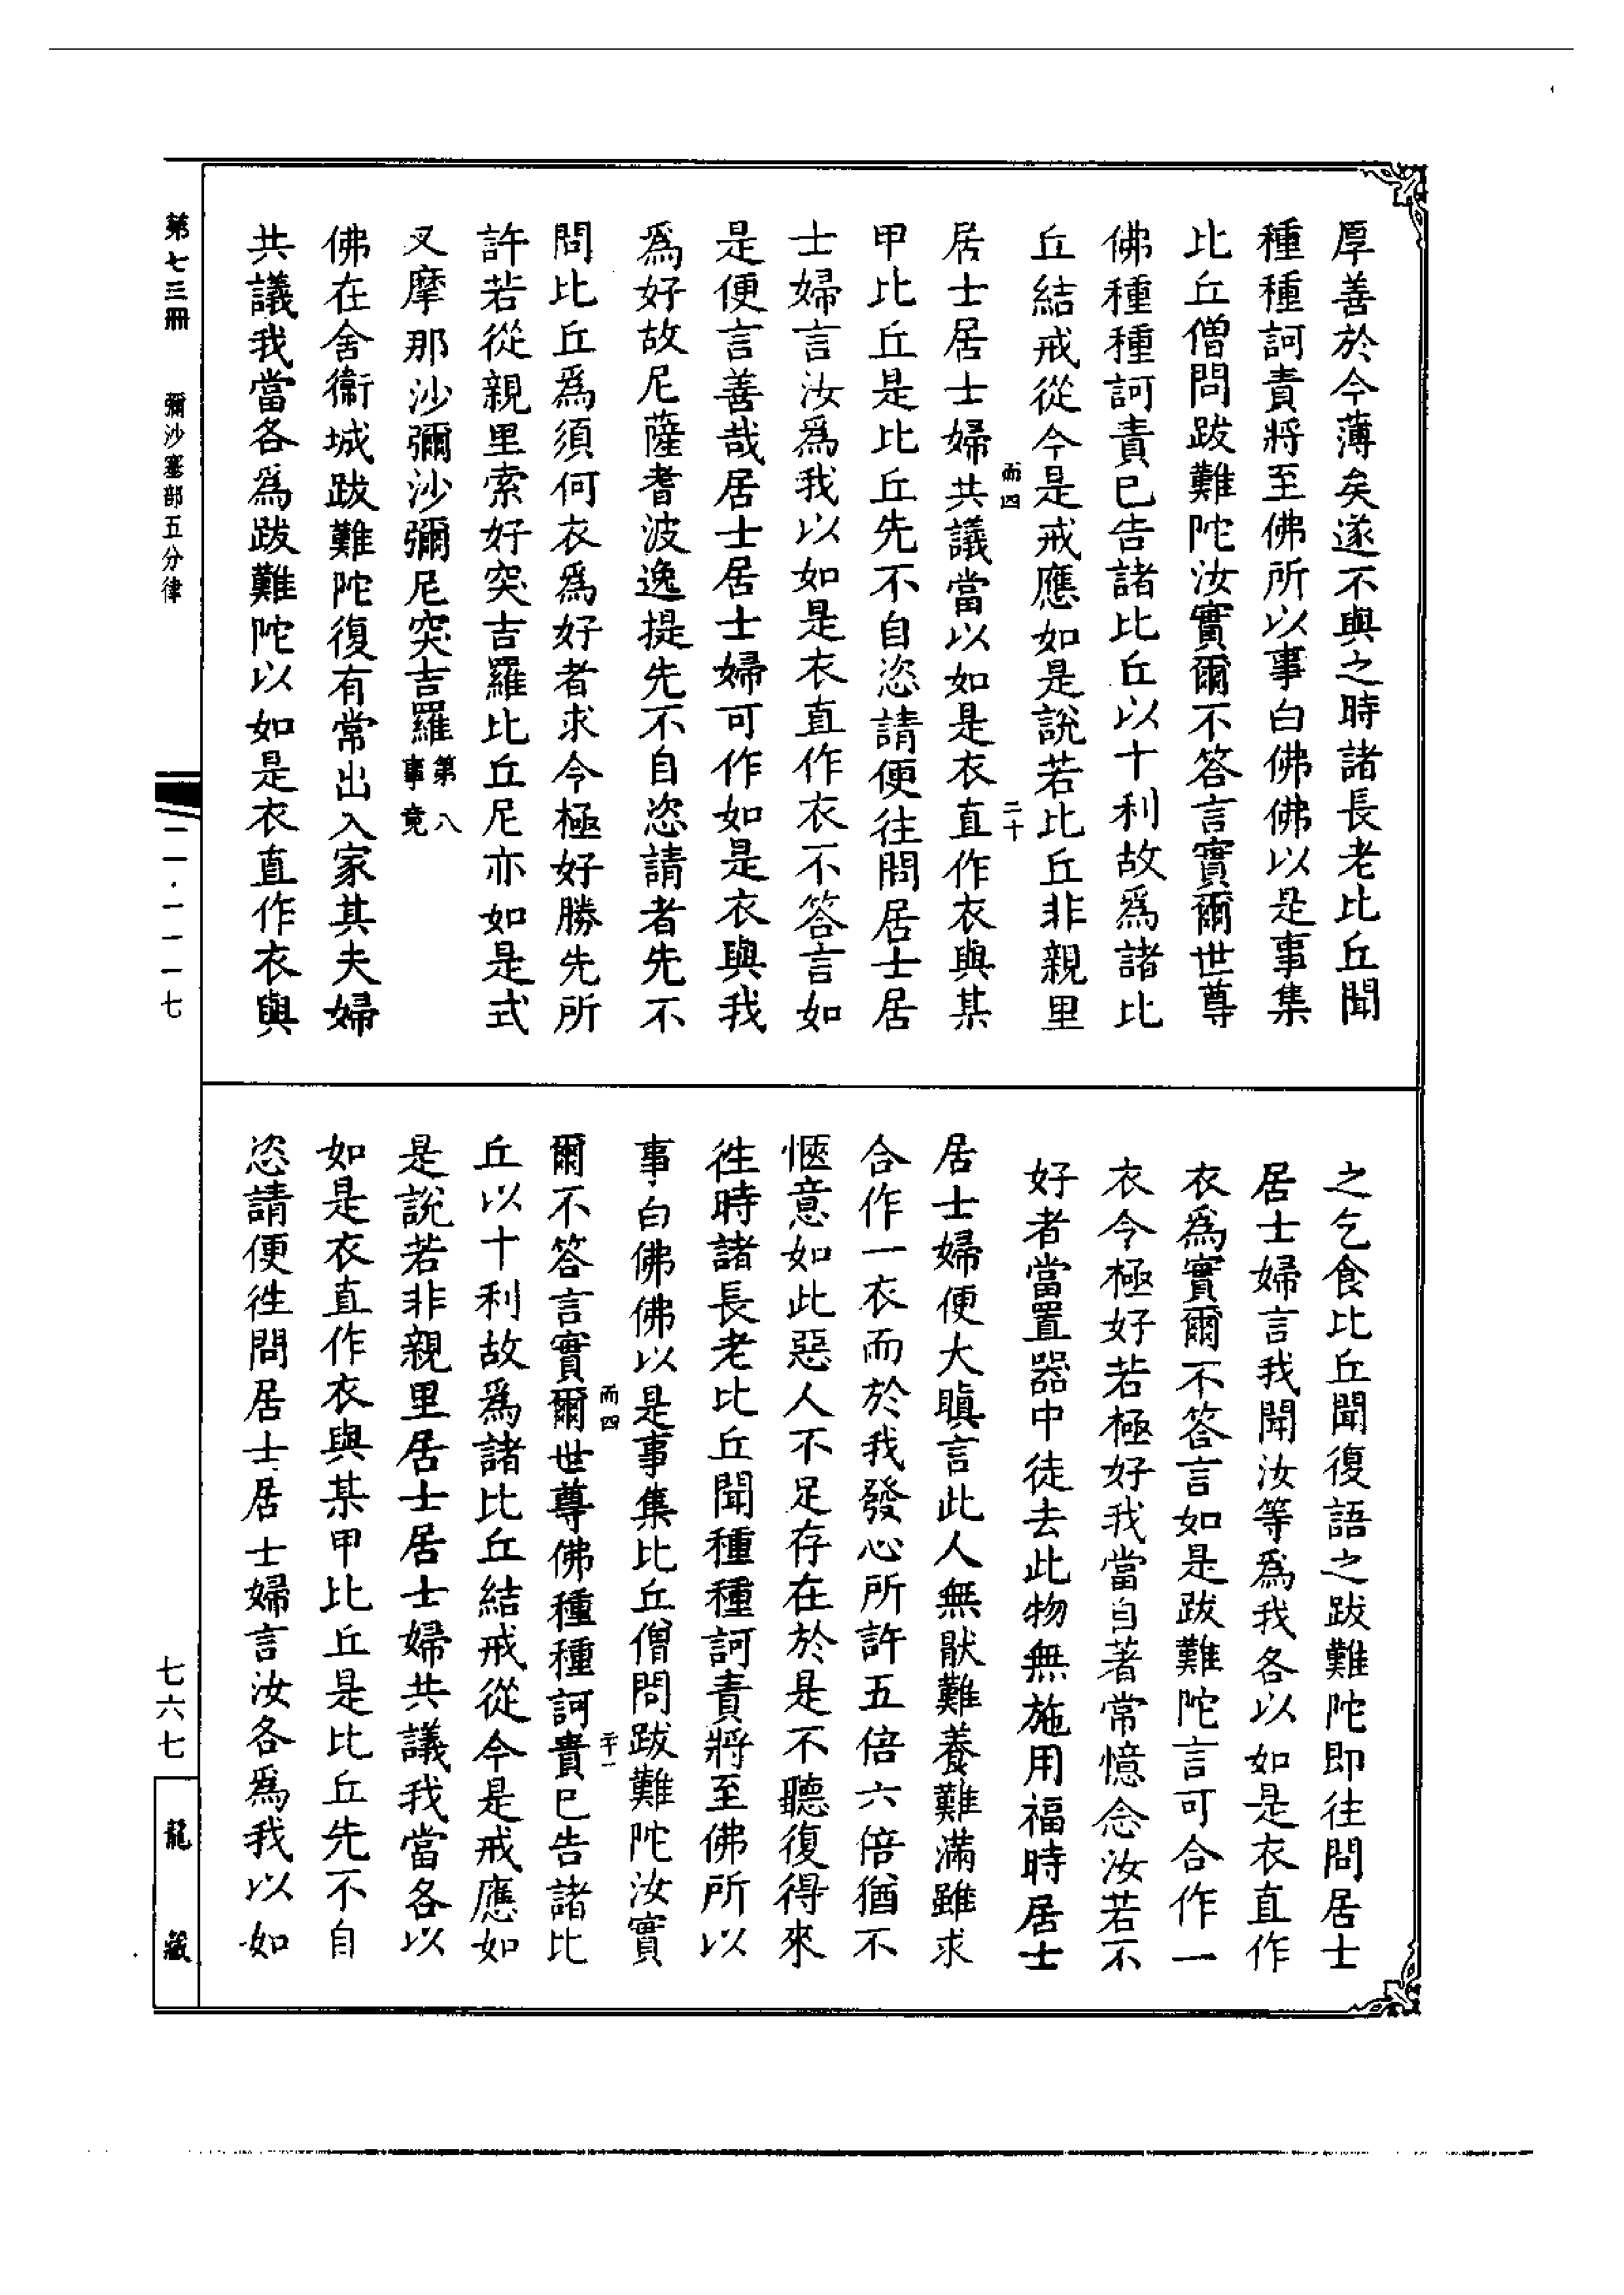 厚善於今薄矣遂不與之時諸長老比丘聞
種種訶責將至佛所以事白佛佛以是事集
比丘僧問跋難陀汝實爾不答言實爾世尊
佛種種訶責已告諸比丘以十利故爲諸比
丘結戒從今是戒應如是說若比丘非親里
而四
二十
居士居士婦共議當以如是衣直作衣與某
甲比丘是比丘先不自恣請便往問居士居
士婦言汝爲我以如是衣直作衣不答言如
是便言善哉居士居士婦可作如是衣與我
爲好故尼薩耆波逸提先不自恣請者先不
問比丘爲須何衣爲好者求令極好勝先所
許若從親里索好突吉羅比丘尼亦如是式
叉摩那沙彌沙彌尼突吉羅第八事竟
佛在舍衞城跋難陀復有常出入家其夫婦
共議我當各爲跋難陀以如是衣直作衣與
之乞食比丘聞復語之跋難陀即往問居士
居士婦言我聞汝等爲我各以如是衣直作
衣爲實爾不答言如是跋難陀言可合作一
衣令極好若極好我當自著常憶念汝若不
好者當置器中徒去此物無施用福時居士
居士婦便大瞋言此人無猒難養難滿雖求
合作一衣而於我發心所許五倍六倍猶不
愜意如此惡人不足存在於是不聽復得來
往時諸長老比丘聞種種訶責將至佛所以
事白佛佛以是事集比丘僧問跋難陀汝實
而四
二十一
爾不答言實爾世尊佛種種訶責已告諸比
丘以十利故爲諸比丘結戒從今是戒應如
是說若非親里居士居士婦共議我當各以
如是衣直作衣與某甲比丘是比丘先不自
恣請便往問居士居士婦言汝各爲我以如
第七三冊 彌沙塞部五分律
一一·一一一七
七六七
龍藏